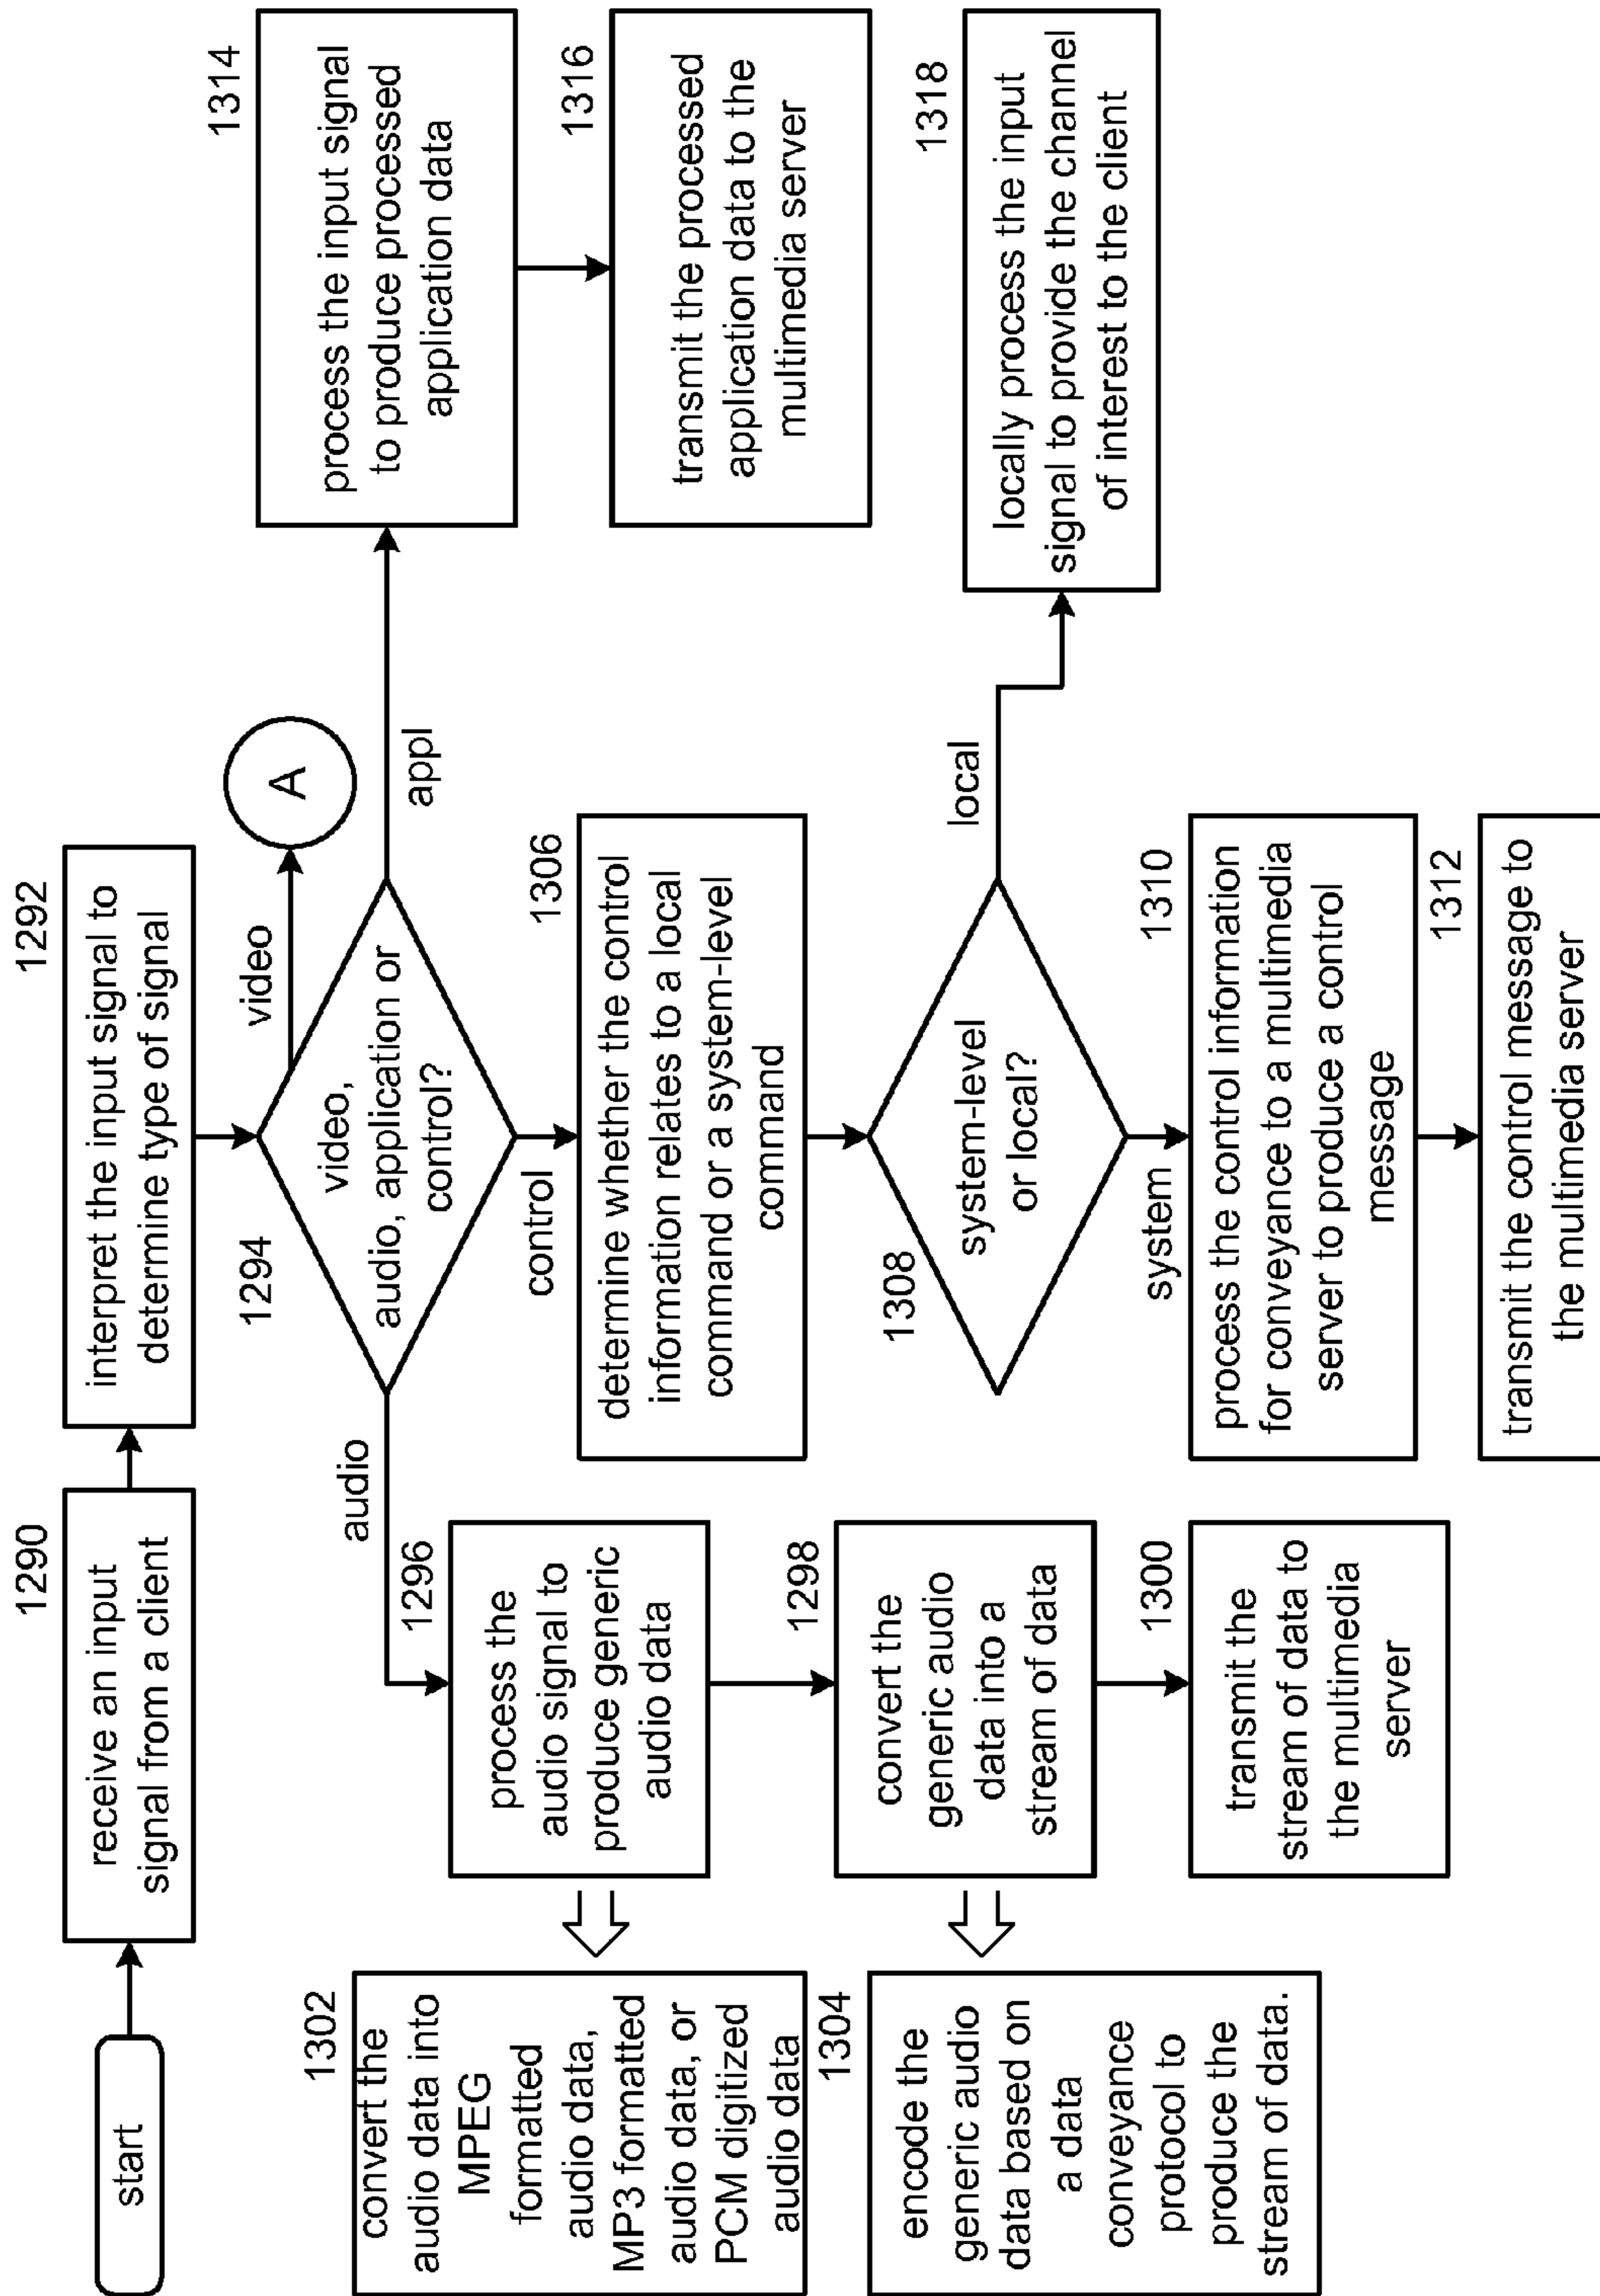 start
1290
receive an input
signal from a client
1292
interpret the input signal to
determine type of signal
1294
video,
audio, application or
control?
video
A
audio
control
appl
1296
process the
audio signal to
produce generic
audio data
1298
convert the
generic audio
data into a
stream of data
1300
transmit the
stream of data to
the multimedia
server
1302
convert the
audio data into
MPEG
formatted
audio data,
MP3 formatted
audio data, or
PCM digitized
audio data
1304
encode the
generic audio
data based on
a data
conveyance
protocol to
produce the
stream of data.
1306
determine whether the control
information relates to a local
command or a system-level
command
1308
system-level
or local?
system
local
1310
process the control information
for conveyance to a multimedia
server to produce a control
message
1312
transmit the control message to
the multimedia server
1314
process the input signal
to produce processed
application data
1316
transmit the processed
application data to the
multimedia server
1318
locally process the input
signal to provide the channel
of interest to the client